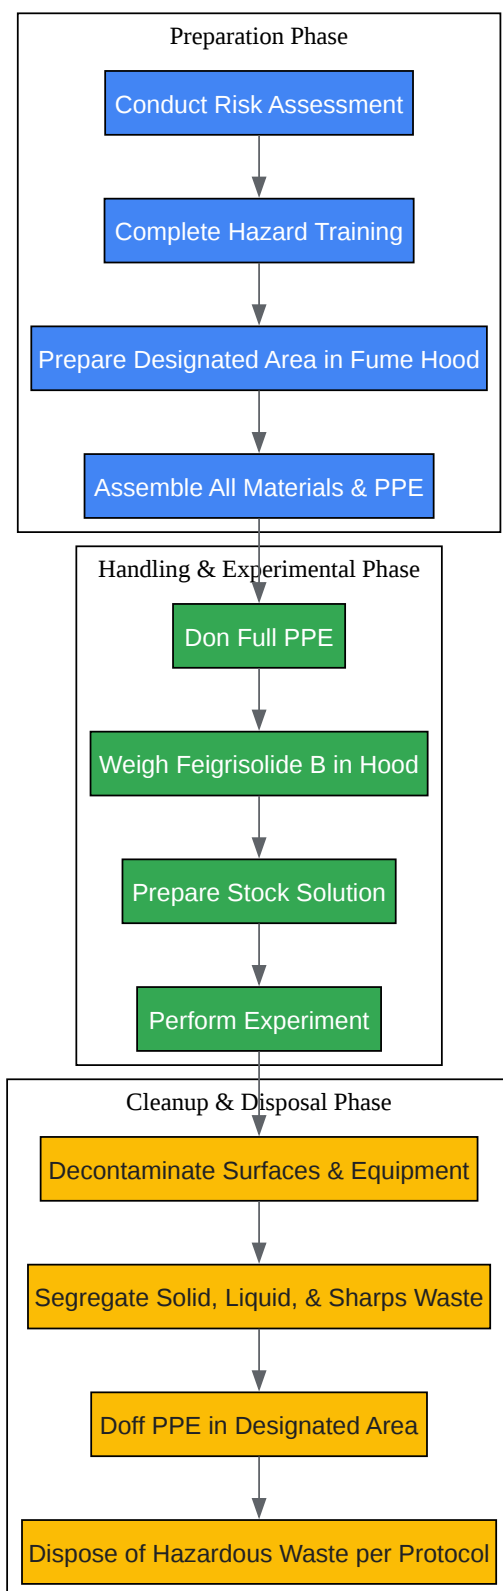 Preparation Phase
Conduct Risk Assessment
Complete Hazard Training
Prepare Designated Area in Fume Hood
Assemble All Materials & PPE
Handling & Experimental Phase
Don Full PPE
Weigh Feigrisolide B in Hood
Prepare Stock Solution
Perform Experiment
Cleanup & Disposal Phase
Decontaminate Surfaces & Equipment
Segregate Solid, Liquid, & Sharps Waste
Doff PPE in Designated Area
Dispose of Hazardous Waste per Protocol